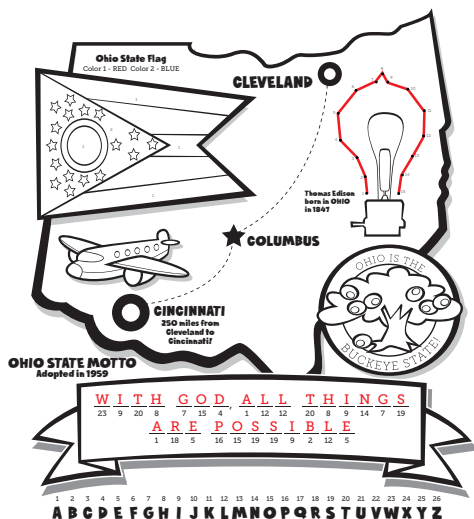 Ohio State Flag
Color 1 - RED Color 2 - BLUE
CLEVELAND
Thomas Edison
born in OHIO
in 1847
COLUMBUS
OHIO IS THE
BUCKEYE STATE!
CINCINNATI
250 miles from
Cleveland to
Cincinnati!
OHIO STATE MOTTO
Adopted in 1959
WITH GOD, ALL THINGS
23 9 20 8 7 15 4 1 12 12 20 8 9 14 7 19
ARE POSSIBLE
1 18 5 16 15 19 19 9 2 12 5
1 2 3 4 5 6 7 8 9 10 11 12 13 14 15 16 17 18 19 20 21 22 23 24 25 26
A B C D E F G H I J K L M N O P Q R S T U V W X Y Z